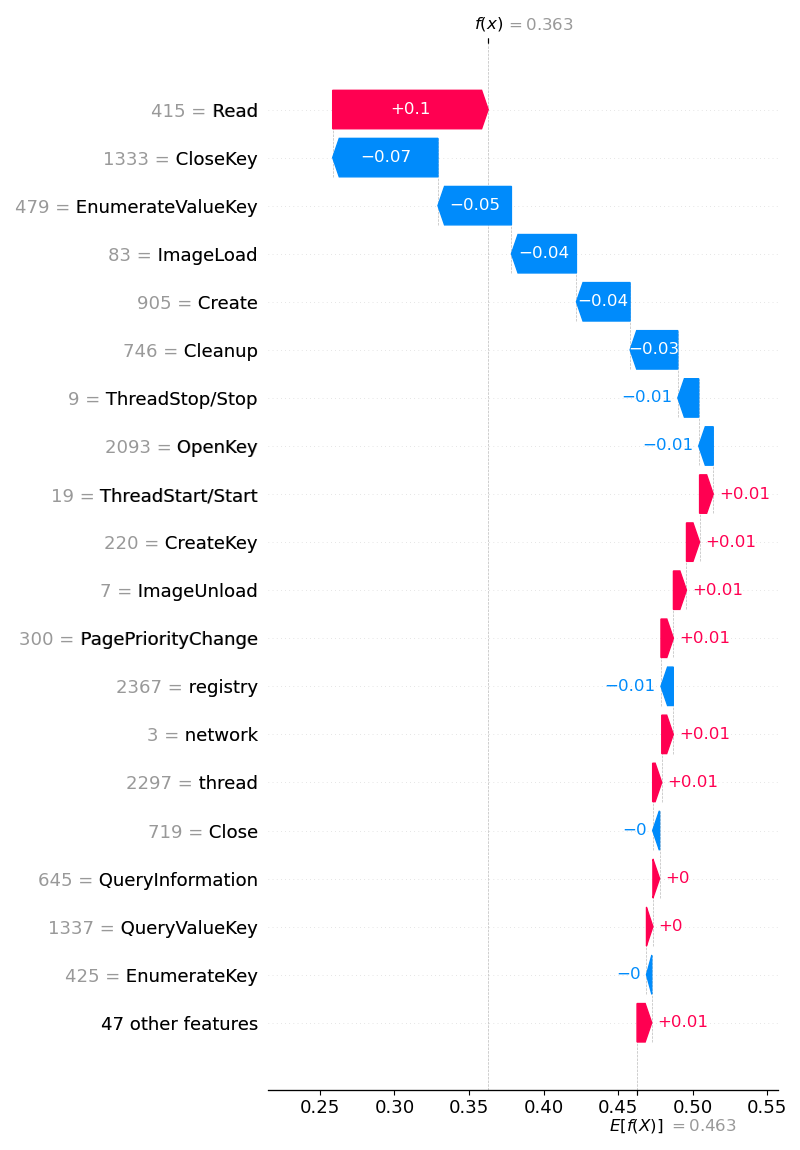 f(x) = 0.363
415 = Read +0.1
1333 = CloseKey −0.07
479 = EnumerateValueKey −0.05
83 = ImageLoad −0.04
905 = Create −0.04
746 = Cleanup −0.03
9 = ThreadStop/Stop −0.01
2093 = OpenKey −0.01
19 = ThreadStart/Start +0.01
220 = CreateKey +0.01
7 = ImageUnload +0.01
300 = PagePriorityChange +0.01
2367 = registry −0.01
3 = network +0.01
2297 = thread +0.01
719 = Close −0
645 = QueryInformation +0
1337 = QueryValueKey +0
425 = EnumerateKey −0
47 other features +0.01
0.25 0.30 0.35 0.40 0.45 0.50 0.55
E[f(X)] = 0.463